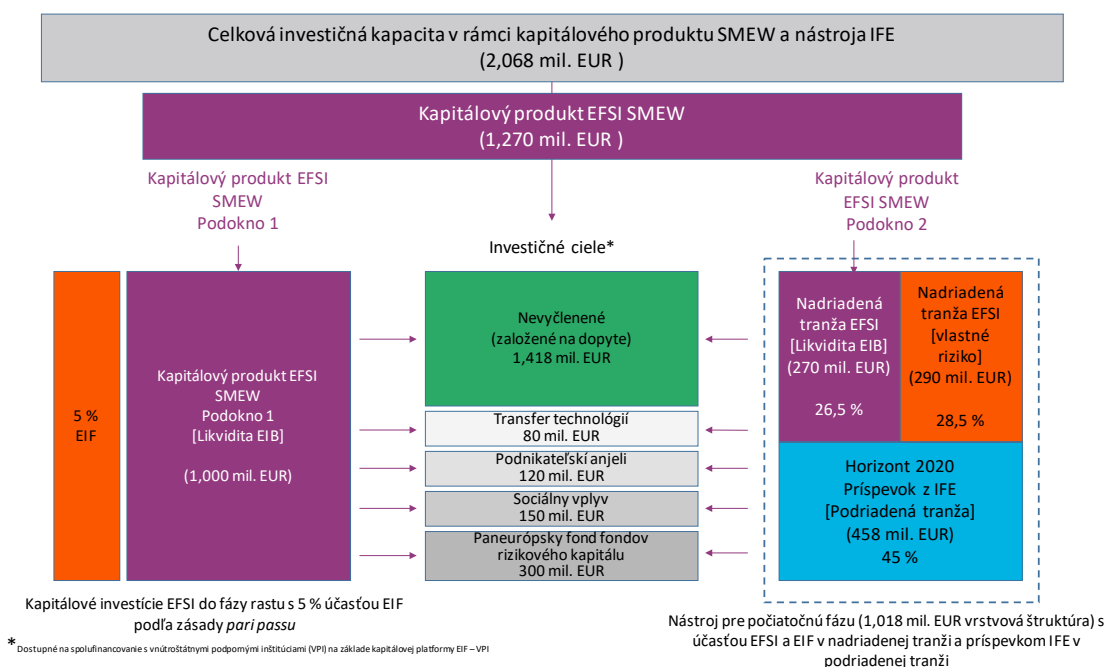 Celková investičná kapacita v rámci kapitálového produktu SMEW a nástroja IFE
(2,068 mil. EUR )
Kapitálový produkt EFSI SMEW
(1,270 mil. EUR )
Kapitálový produkt EFSI
SMEW
Podokno 1
Kapitálový produkt
EFSI SMEW
Podokno 2
Investičné ciele*
5 %
EIF
Kapitálový produkt EFSI
SMEW
Podokno 1
[Likvidita EIB]
(1,000 mil. EUR)
Nevyčlenené
(založené na dopyte)
1,418 mil. EUR
Transfer technológií
80 mil. EUR
Podnikateľskí anjeli
120 mil. EUR
Sociálny vplyv
150 mil. EUR
Paneurópsky fond fondov
rizikového kapitálu
300 mil. EUR
Nadriadená
tranža EFSI
[Likvidita EIB]
(270 mil. EUR)
26,5 %
Nadriadená
tranža EFSI
[vlastné
riziko]
(290 mil. EUR)
28,5 %
Horizont 2020
Príspevok z IFE
[Podriadená tranža]
(458 mil. EUR)
45 %
Kapitálové investície EFSI do fázy rastu s 5 % účasťou EIF
podľa zásady pari passu
* Dostupné na spolufinancovanie s vnútroštátnymi podpornými inštitúciami (VPI) na základe kapitálovej platformy EIF – VPI
Nástroj pre počiatočnú fázu (1,018 mil. EUR vrstvová štruktúra) s
účasťou EFSI a EIF v nadriadenej tranži a príspevkom IFE v
podriadenej tranži